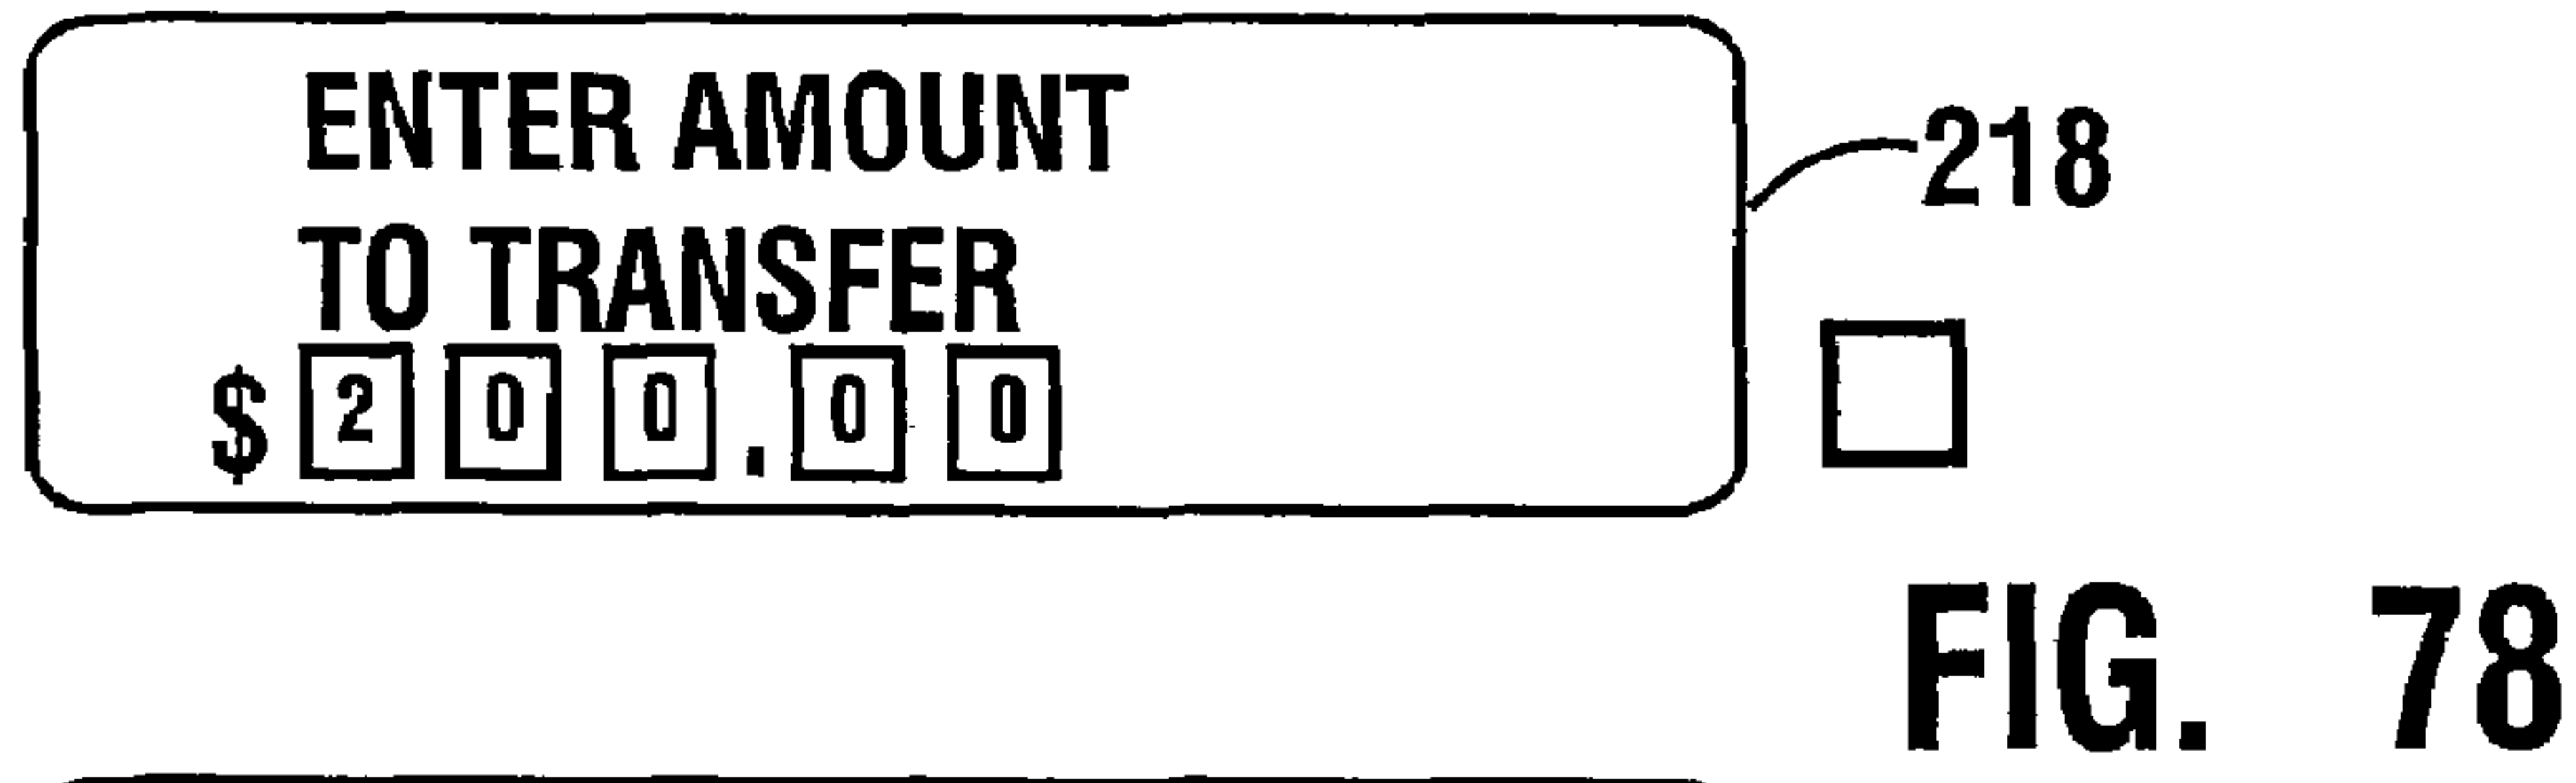 ENTER AMOUNT
218
TO TRANSFER
$ 2 0 0 . 0 0
FIG. 78